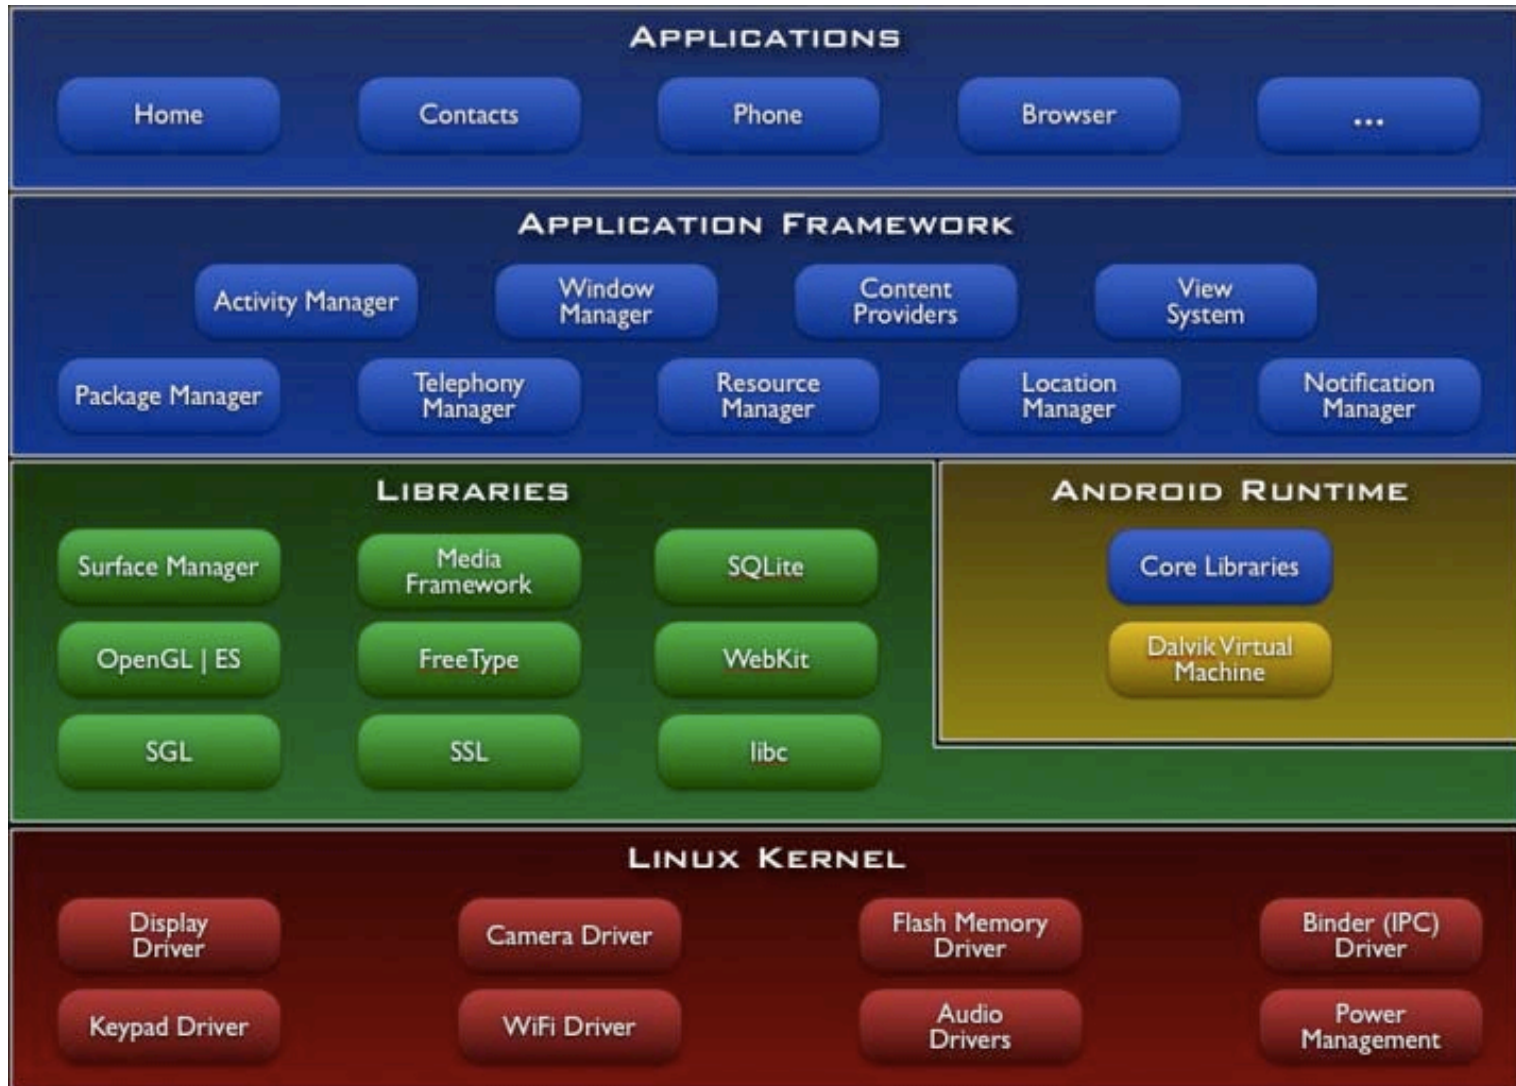 APPLICATIONS
Home
Contacts
Phone
Browser
...
APPLICATION FRAMEWORK
Activity Manager
Window
Manager
Content
Providers
View
System
Package Manager
Telephony
Manager
Resource
Manager
Location
Manager
Notification
Manager
LIBRARIES
Surface Manager
Media
Framework
SQLite
OpenGL | ES
FreeType
WebKit
SGL
SSL
libc
ANDROID RUNTIME
Core Libraries
Dalvik Virtual
Machine
LINUX KERNEL
Display
Driver
Camera Driver
Flash Memory
Driver
Binder (IPC)
Driver
Keypad Driver
WiFi Driver
Audio
Drivers
Power
Management